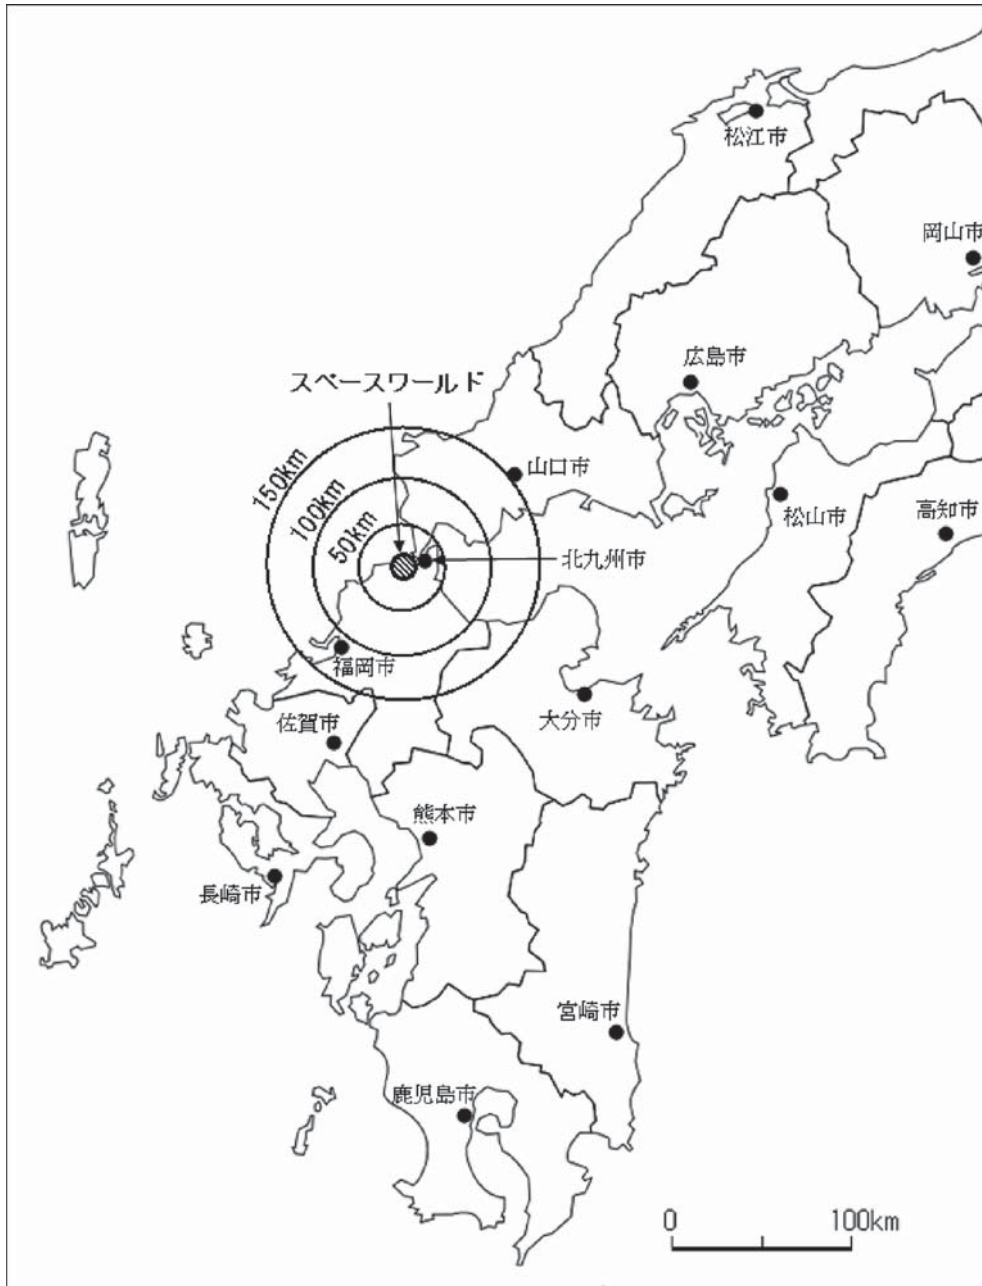 松江市
岡山市
広島市
スペースワールド
山口市
150km
100km
50km
松山市
高知市
北九州市
福岡市
佐賀市
大分市
熊本市
長崎市
宮崎市
鹿児島市
0 100km